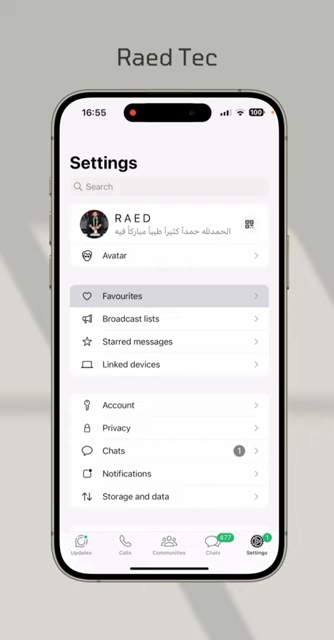 Raed Tec
16:55
100
Settings
Search
R A E D
الحمدلله حمداً كثيراً طيباً مباركاً فيه
Avatar
Favourites
Broadcast lists
Starred messages
Linked devices
Account
Privacy
Chats
1
Notifications
Storage and data
477
1
Updates
Calls
Communities
Chats
Settings